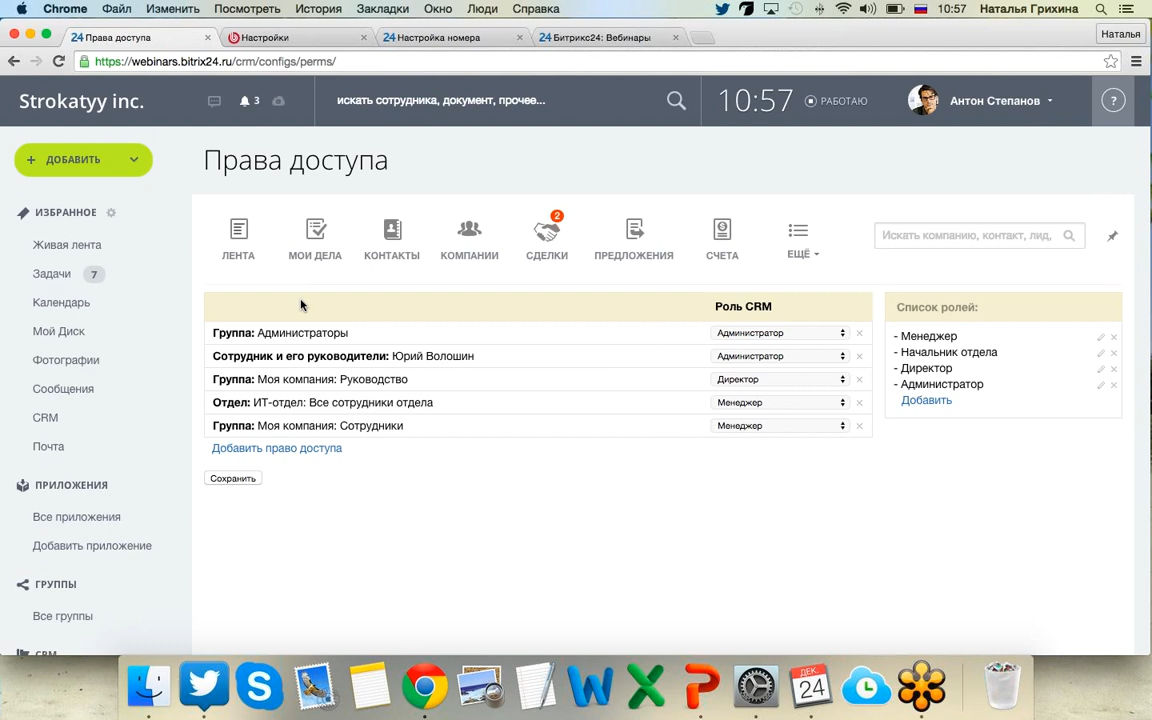 Chrome Файл Изменить Просмотреть История Закладки Окно Люди Справка 10:57 Наталья Грихина
24 Права доступа × Настройки × 24 Настройка номера × 24 Битрикс24: Вебинары × Наталья
https://webinars.bitrix24.ru/crm/configs/perms/
Strokatyy inc. 3 искать сотрудника, документ, прочее... 10:57 РАБОТАЮ Антон Степанов ?
+ ДОБАВИТЬ
Права доступа
ИЗБРАННОЕ
Живая лента
Задачи 7
Календарь
Мой Диск
Фотографии
Сообщения
CRM
Почта
ПРИЛОЖЕНИЯ
Все приложения
Добавить приложение
ГРУППЫ
Все группы
CRM
2
ЛЕНТА МОИ ДЕЛА КОНТАКТЫ КОМПАНИИ СДЕЛКИ ПРЕДЛОЖЕНИЯ СЧЕТА ЕЩЁ
Искать компанию, контакт, лид,
Роль CRM
Группа: Администраторы Администратор ×
Сотрудник и его руководители: Юрий Волошин Администратор ×
Группа: Моя компания: Руководство Директор ×
Отдел: ИТ-отдел: Все сотрудники отдела Менеджер ×
Группа: Моя компания: Сотрудники Менеджер ×
Добавить право доступа
Сохранить
Список ролей:
- Менеджер
- Начальник отдела
- Директор
- Администратор
Добавить
ДЕК.
24